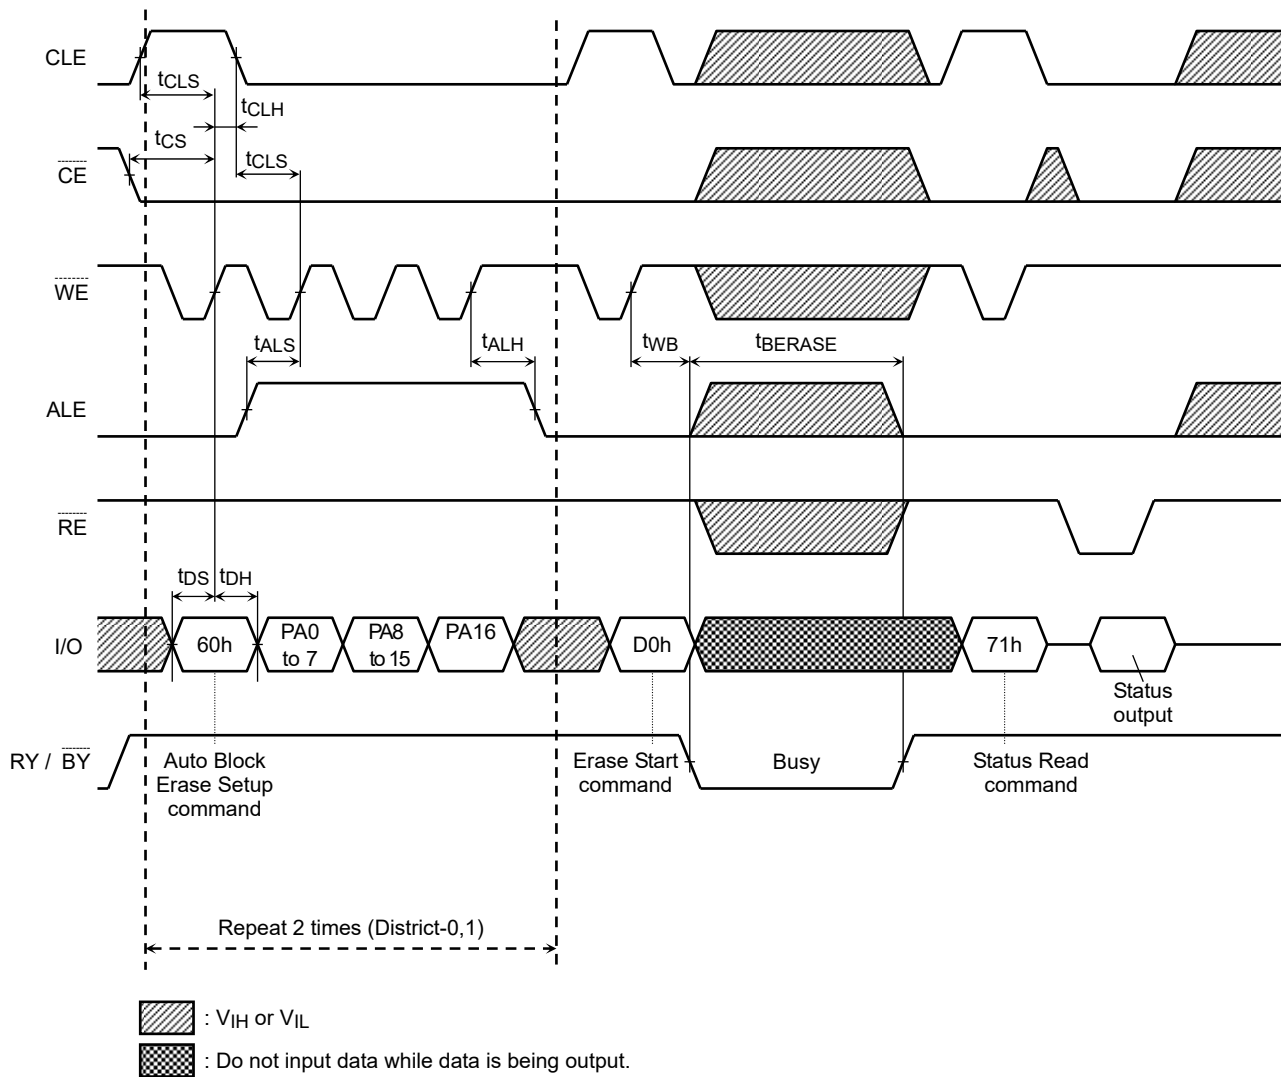 CLE
tCLS
tCLH
tCS
tCLS
CE
WE
tALS
tALH
tWB
tBERASE
ALE
RE
tDS
tDH
I/O
60h
PA0 to 7
PA8 to 15
PA16
D0h
71h
Status output
RY / BY
Auto Block Erase Setup command
Erase Start command
Busy
Status Read command
Repeat 2 times (District-0,1)
: VIH or VIL
: Do not input data while data is being output.